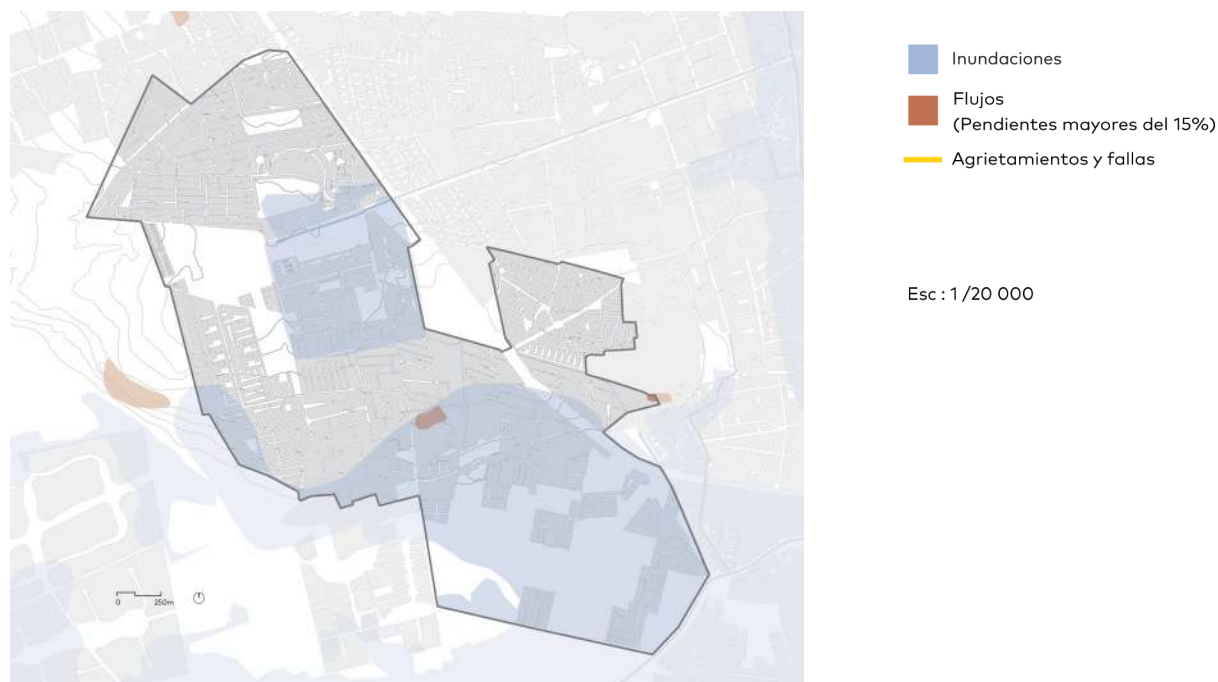 Inundaciones
Flujos
(Pendientes mayores del 15%)
Agrietamientos y fallas
Esc : 1 /20 000
0 250m